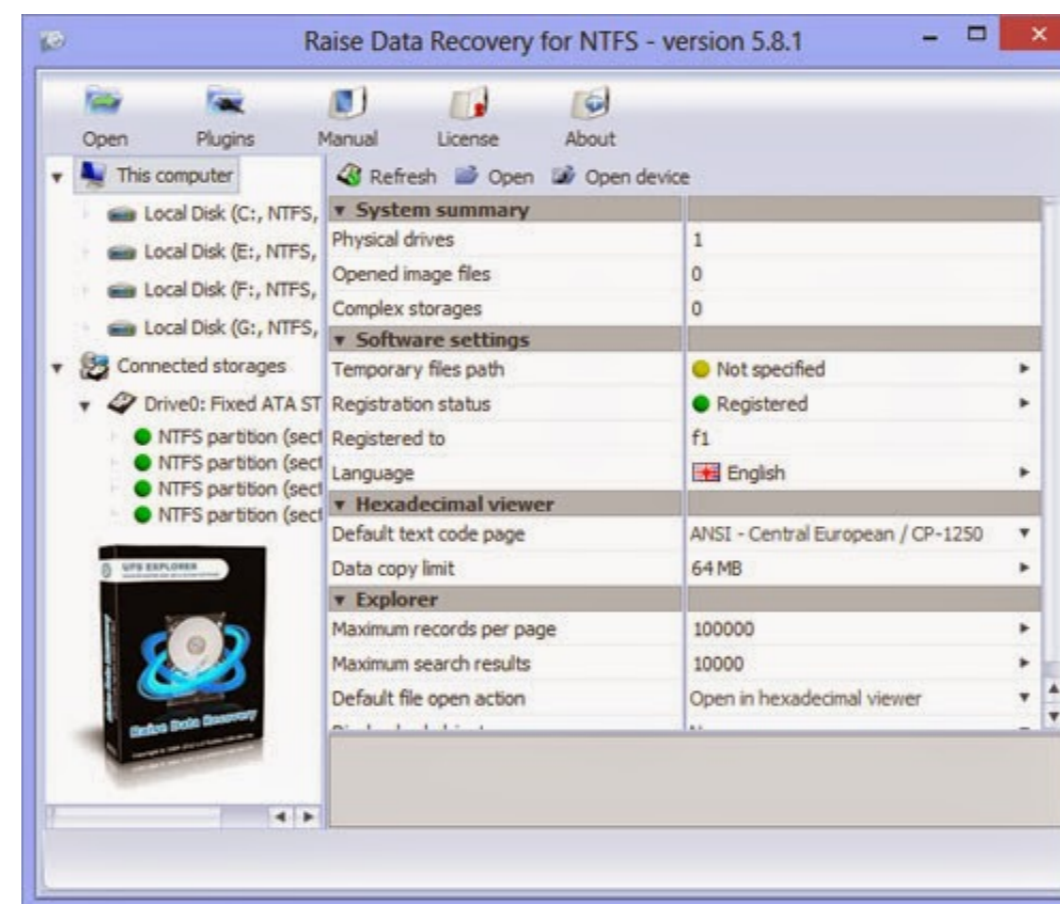 Raise Data Recovery for NTFS - version 5.8.1
Open Plugins Manual License About
This computer
Local Disk (C:, NTFS,
Local Disk (E:, NTFS,
Local Disk (F:, NTFS,
Local Disk (G:, NTFS,
Connected storages
Drive0: Fixed ATA ST
NTFS partition (sect
NTFS partition (sect
NTFS partition (sect
NTFS partition (sect
UFS EXPLORER
Raise Data Recovery
Refresh Open Open device
System summary
Physical drives 1
Opened image files 0
Complex storages 0
Software settings
Temporary files path Not specified
Registration status Registered
Registered to f1
Language English
Hexadecimal viewer
Default text code page ANSI - Central European / CP-1250
Data copy limit 64 MB
Explorer
Maximum records per page 100000
Maximum search results 10000
Default file open action Open in hexadecimal viewer